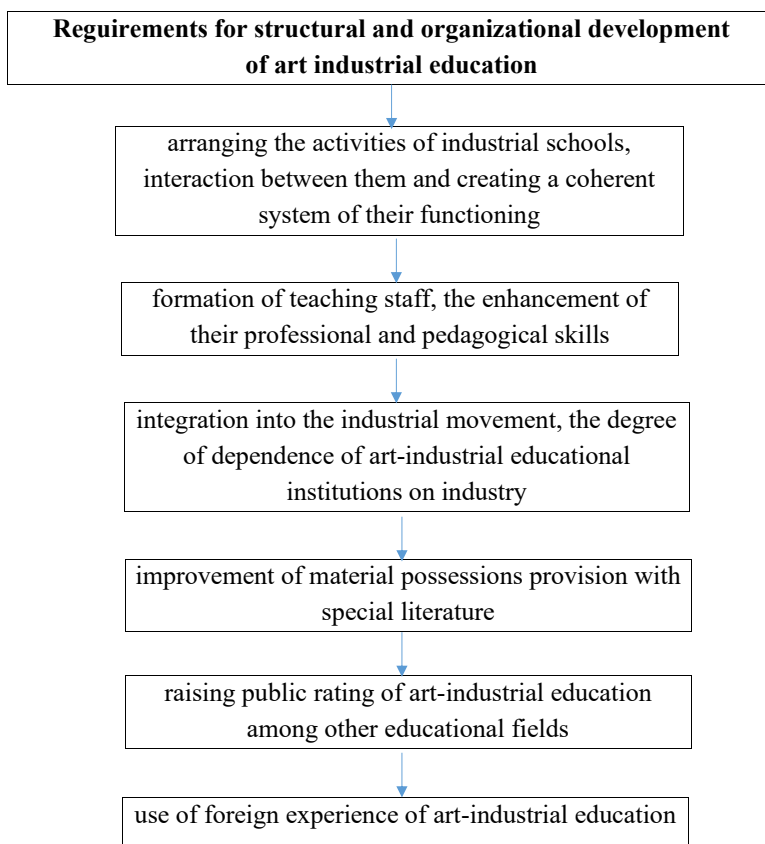 Reguirements for structural and organizational development
of art industrial education
arranging the activities of industrial schools,
interaction between them and creating a coherent
system of their functioning
formation of teaching staff, the enhancement of
their professional and pedagogical skills
integration into the industrial movement, the degree
of dependence of art-industrial educational
institutions on industry
improvement of material possessions provision with
special literature
raising public rating of art-industrial education
among other educational fields
use of foreign experience of art-industrial education